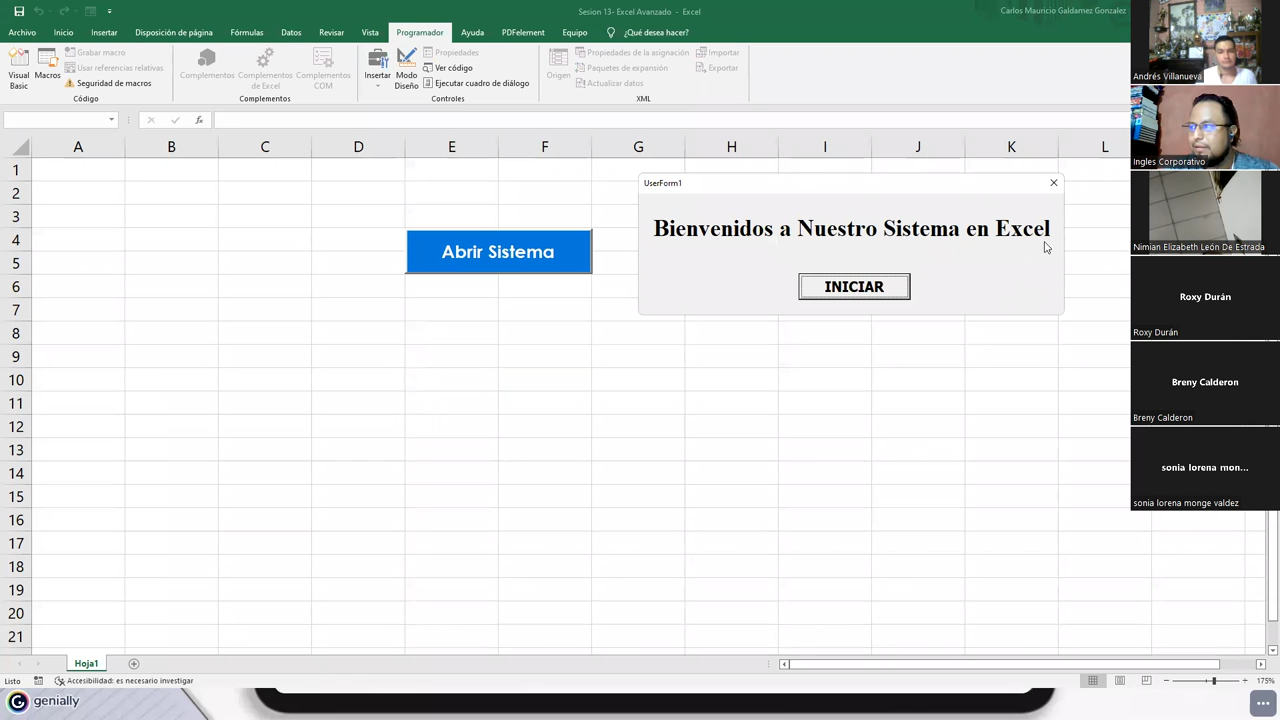 Sesion 13- Excel Avanzado - Excel
Carlos Mauricio Galdamez Gonzalez
Archivo Inicio Insertar Disposición de página Fórmulas Datos Revisar Vista Programador Ayuda PDFelement Equipo ¿Qué desea hacer?
Visual Basic
Macros
Grabar macro
Usar referencias relativas
Seguridad de macros
Código
Complementos
Complementos de Excel
Complementos COM
Complementos
Insertar
Modo Diseño
Propiedades
Ver código
Ejecutar cuadro de diálogo
Controles
Origen
Propiedades de la asignación
Paquetes de expansión
Actualizar datos
Importar
Exportar
XML
fx
A B C D E F G H I J K L
1
2
3
4
5
6
7
8
9
10
11
12
13
14
15
16
17
18
19
20
21
Abrir Sistema
UserForm1
Bienvenidos a Nuestro Sistema en Excel
INICIAR
Andrés Villanueva
Ingles Corporativo
Nimian Elizabeth León De Estrada
Roxy Durán
Roxy Durán
Breny Calderon
Breny Calderon
sonia lorena mon...
sonia lorena monge valdez
Hoja1
Listo
Accesibilidad: es necesario investigar
175%
genially